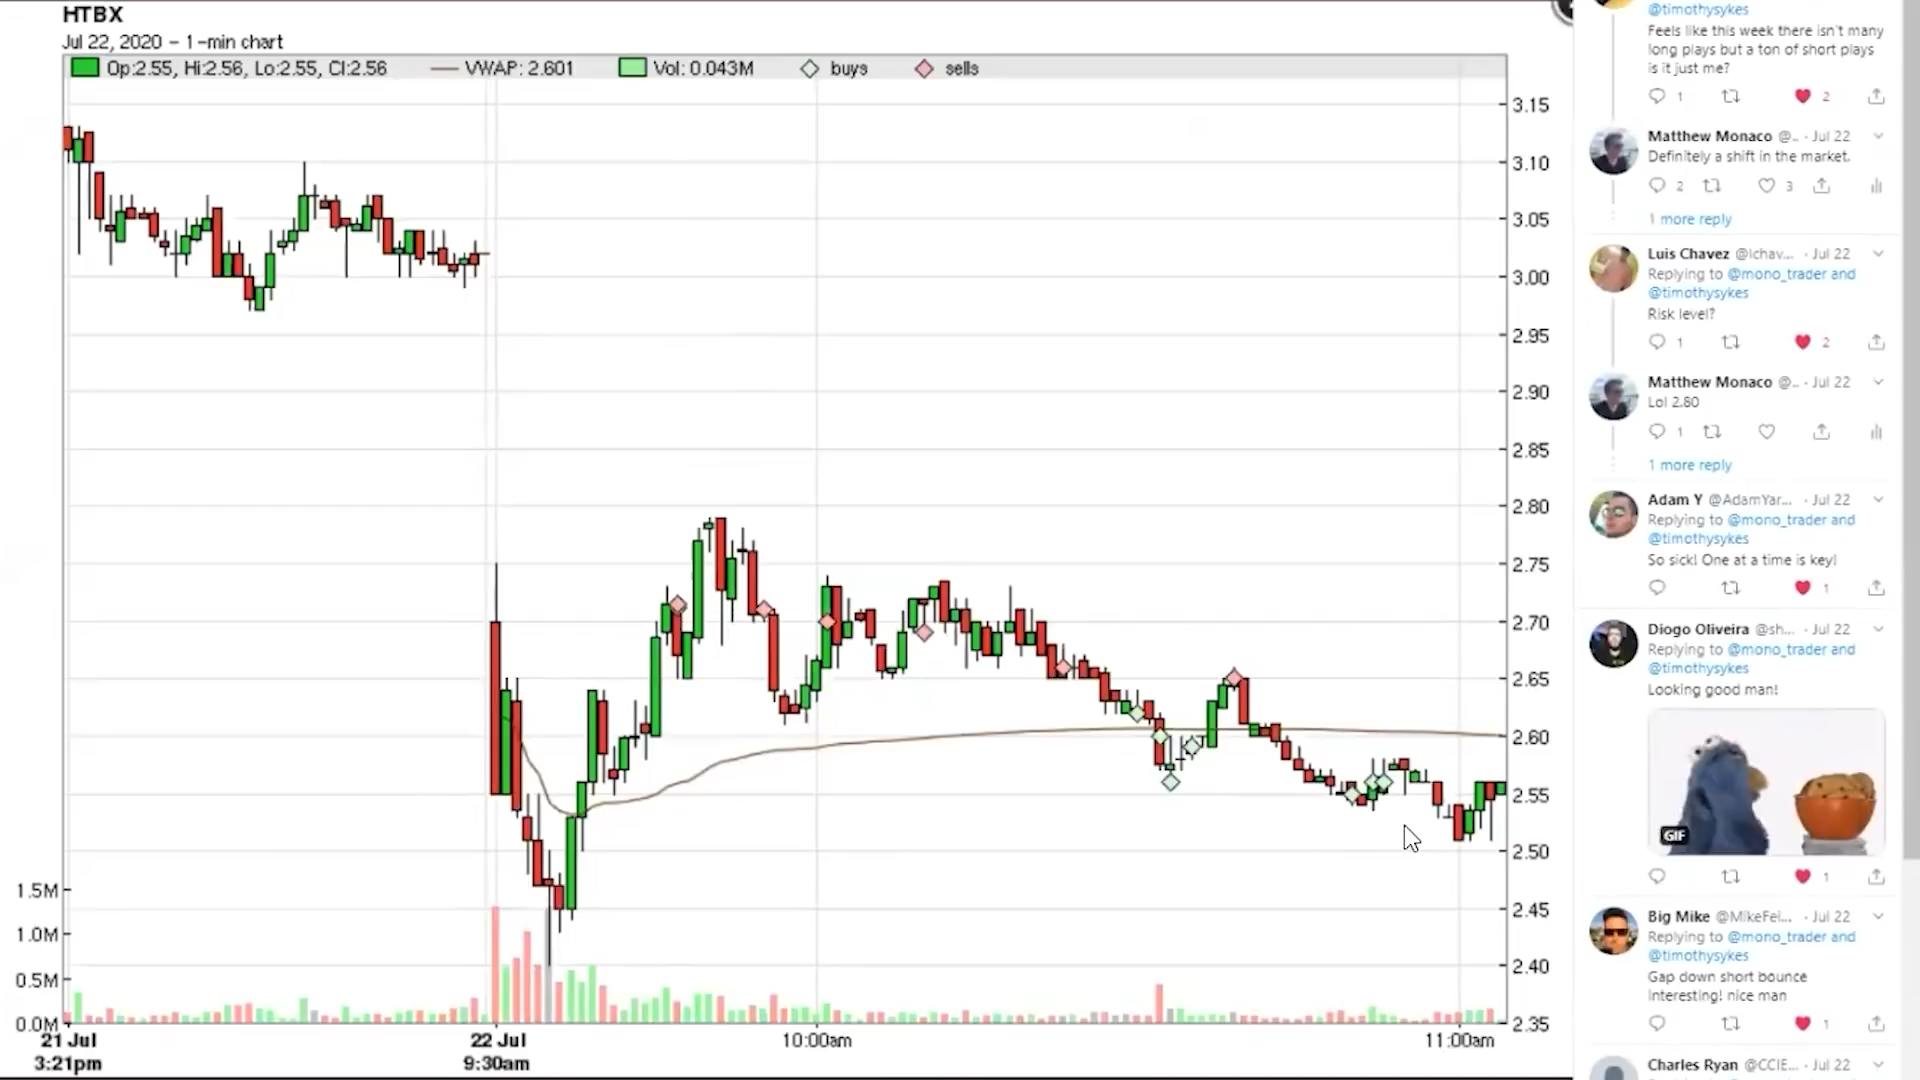 HTBX
Jul 22, 2020 - 1-min chart
Op:2.55, Hi:2.56, Lo:2.55, Cl:2.56
VWAP: 2.601
Vol: 0.043M
buys
sells
3.15
3.10
3.05
3.00
2.95
2.90
2.85
2.80
2.75
2.70
2.65
2.60
2.55
2.50
2.45
2.40
2.35
1.5M
1.0M
0.5M
0.0M
21 Jul
3:21pm
22 Jul
9:30am
10:00am
11:00am
@timothysykes
Feels like this week there isn't many
long plays but a ton of short plays
is it just me?
1
2
Matthew Monaco @.. · Jul 22
Definitely a shift in the market.
2
3
1 more reply
Luis Chavez @lchav... · Jul 22
Replying to @mono_trader and
@timothysykes
Risk level?
1
2
Matthew Monaco @.. · Jul 22
Lol 2.80
1
1 more reply
Adam Y @AdamYar... · Jul 22
Replying to @mono_trader and
@timothysykes
So sick! One at a time is key!
1
Diogo Oliveira @sh... · Jul 22
Replying to @mono_trader and
@timothysykes
Looking good man!
GIF
1
Big Mike @MikeFei... · Jul 22
Replying to @mono_trader and
@timothysykes
Gap down short bounce
interesting! nice man
1
Charles Ryan @CCIE... · Jul 22